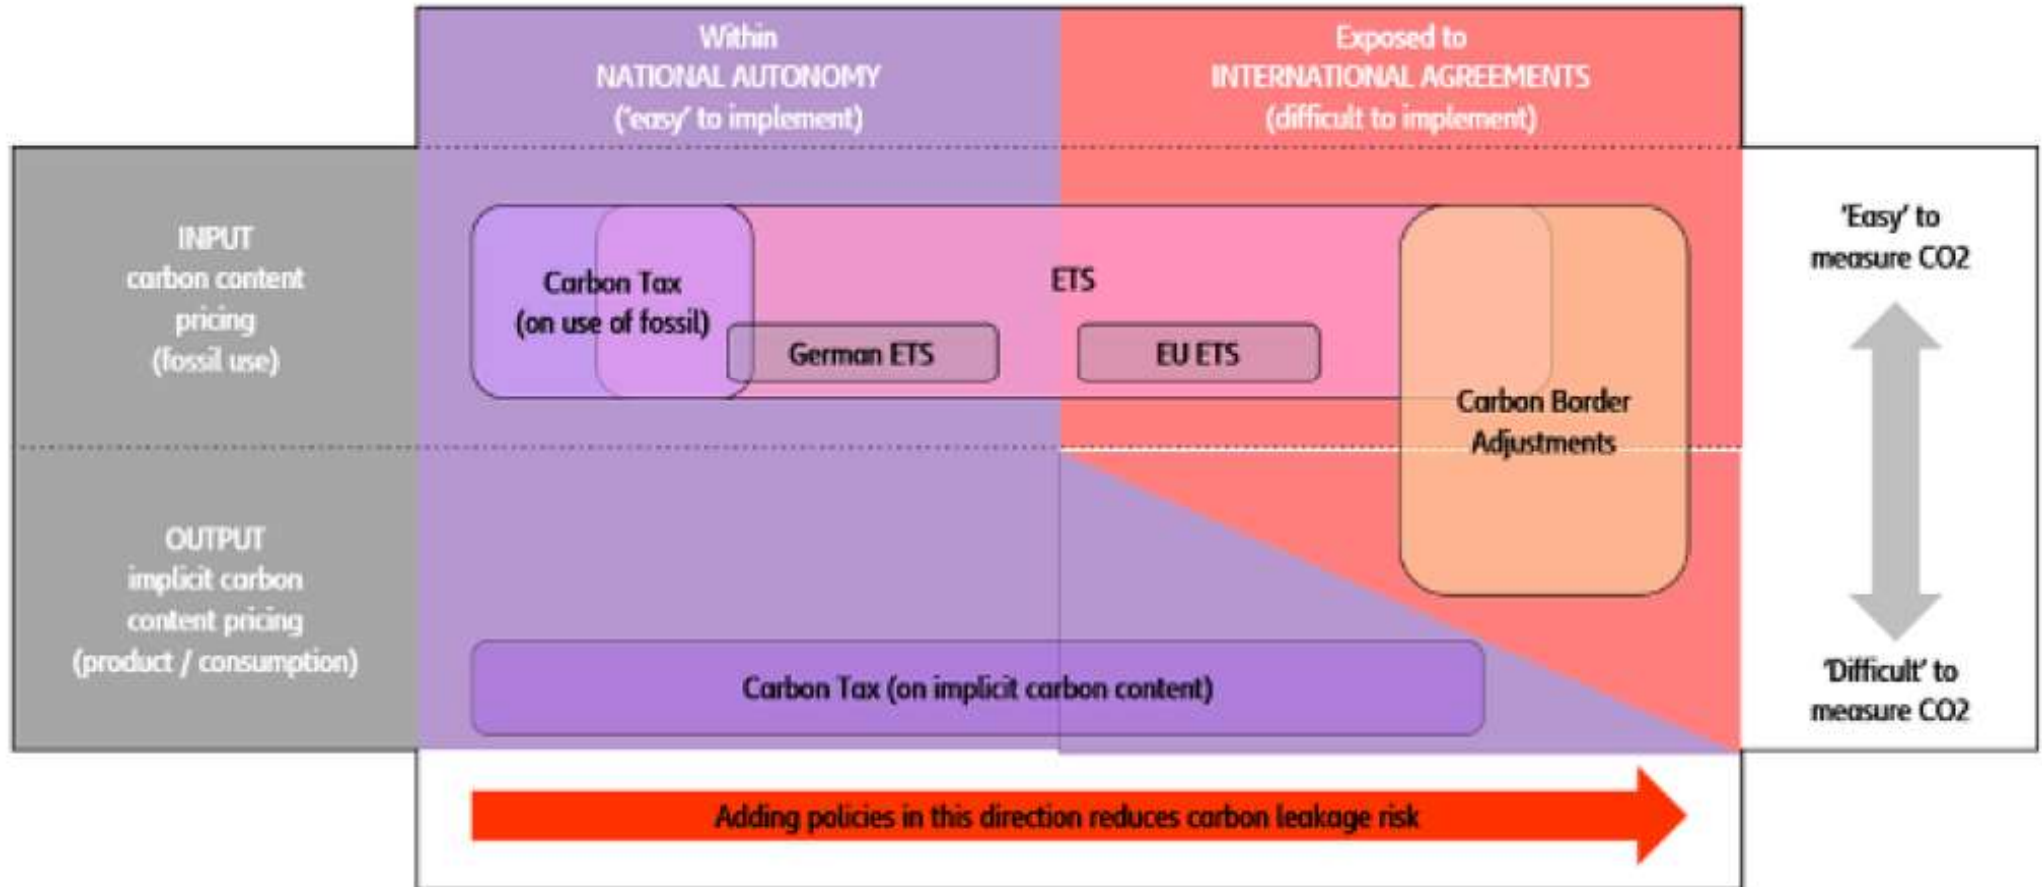 Within
NATIONAL AUTONOMY
('easy' to implement)
Exposed to
INTERNATIONAL AGREEMENTS
(difficult to implement)
INPUT
carbon content
pricing
(fossil use)
Carbon Tax
(on use of fossil)
ETS
German ETS
EU ETS
Carbon Border
Adjustments
'Easy' to
measure CO2
OUTPUT
implicit carbon
content pricing
(product / consumption)
Carbon Tax (on implicit carbon content)
'Difficult' to
measure CO2
Adding policies in this direction reduces carbon leakage risk